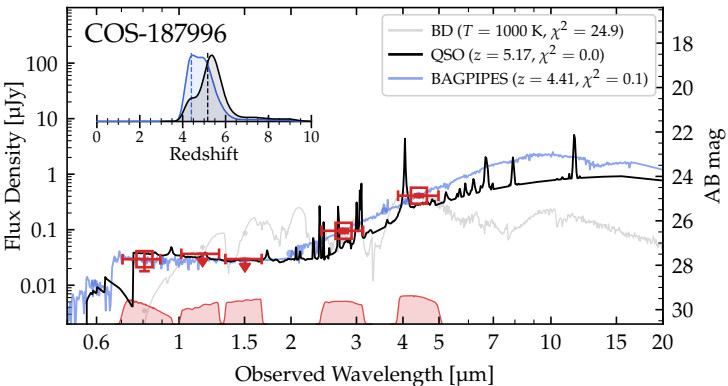 COS-187996
BD (T = 1000 K, χ² = 24.9)
QSO (z = 5.17, χ² = 0.0)
BAGPIPES (z = 4.41, χ² = 0.1)
0 2 4 6 8 10
Redshift
100
10
1
0.1
0.01
Flux Density [μJy]
18
20
22
24
26
28
30
AB mag
0.6 1 2 3 4 5 7 10 15 20
Observed Wavelength [μm]